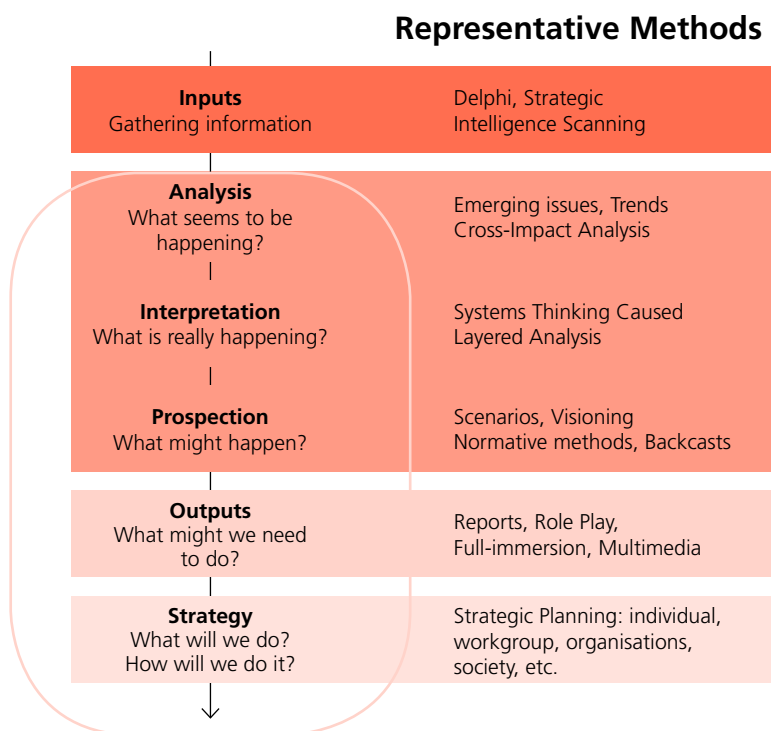 Representative Methods
Inputs
Gathering information
Delphi, Strategic
Intelligence Scanning
Analysis
What seems to be
happening?
Emerging issues, Trends
Cross-Impact Analysis
Interpretation
What is really happening?
Systems Thinking Caused
Layered Analysis
Prospection
What might happen?
Scenarios, Visioning
Normative methods, Backcasts
Outputs
What might we need
to do?
Reports, Role Play,
Full-immersion, Multimedia
Strategy
What will we do?
How will we do it?
Strategic Planning: individual,
workgroup, organisations,
society, etc.